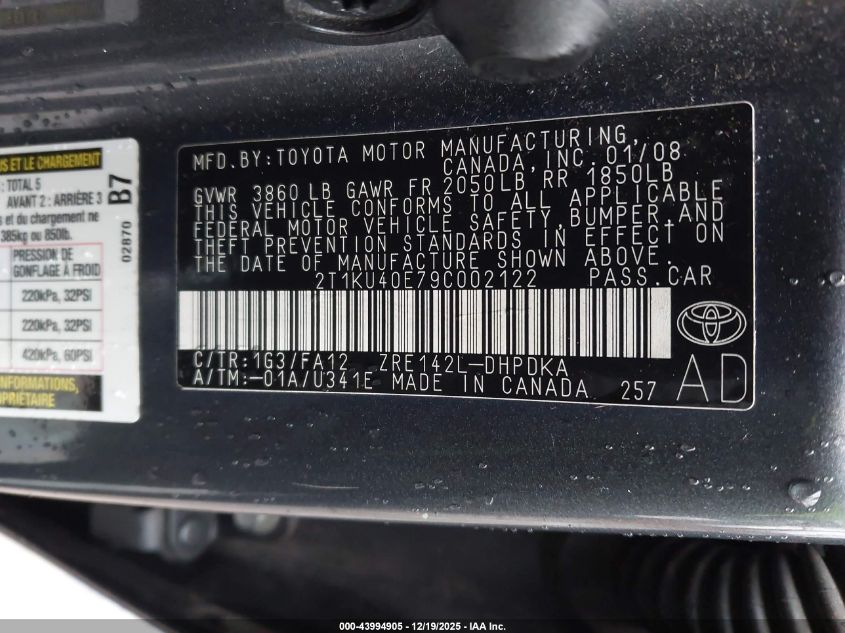 S ET LE CHARGEMENT
: TOTAL 5
AVANT 2 : ARRIÈRE 3
s et du chargement ne
385kg ou 850lb.
PRESSION DE
GONFLAGE À FROID
220kPa, 32PSI
220kPa, 32PSI
420kPa, 60PSI
INFORMATIONS,
PROPRIÉTAIRE
02870 B7
MFD.BY:TOYOTA MOTOR MANUFACTURING,
CANADA,INC.01/08
GVWR 3860LB GAWR FR 2050LB RR 1850LB
THIS VEHICLE CONFORMS TO ALL APPLICABLE
FEDERAL MOTOR VEHICLE SAFETY,BUMPER,AND
THEFT PREVENTION STANDARDS IN EFFECT ON
THE DATE OF MANUFACTURE SHOWN ABOVE.
2T1KU40E79C002122 PASS.CAR
C/TR:1G3/FA12 ZRE142L-DHPDKA
A/TM:-01A/U341E MADE IN CANADA 257
AD
000-43994905 - 12/19/2025 - IAA Inc.